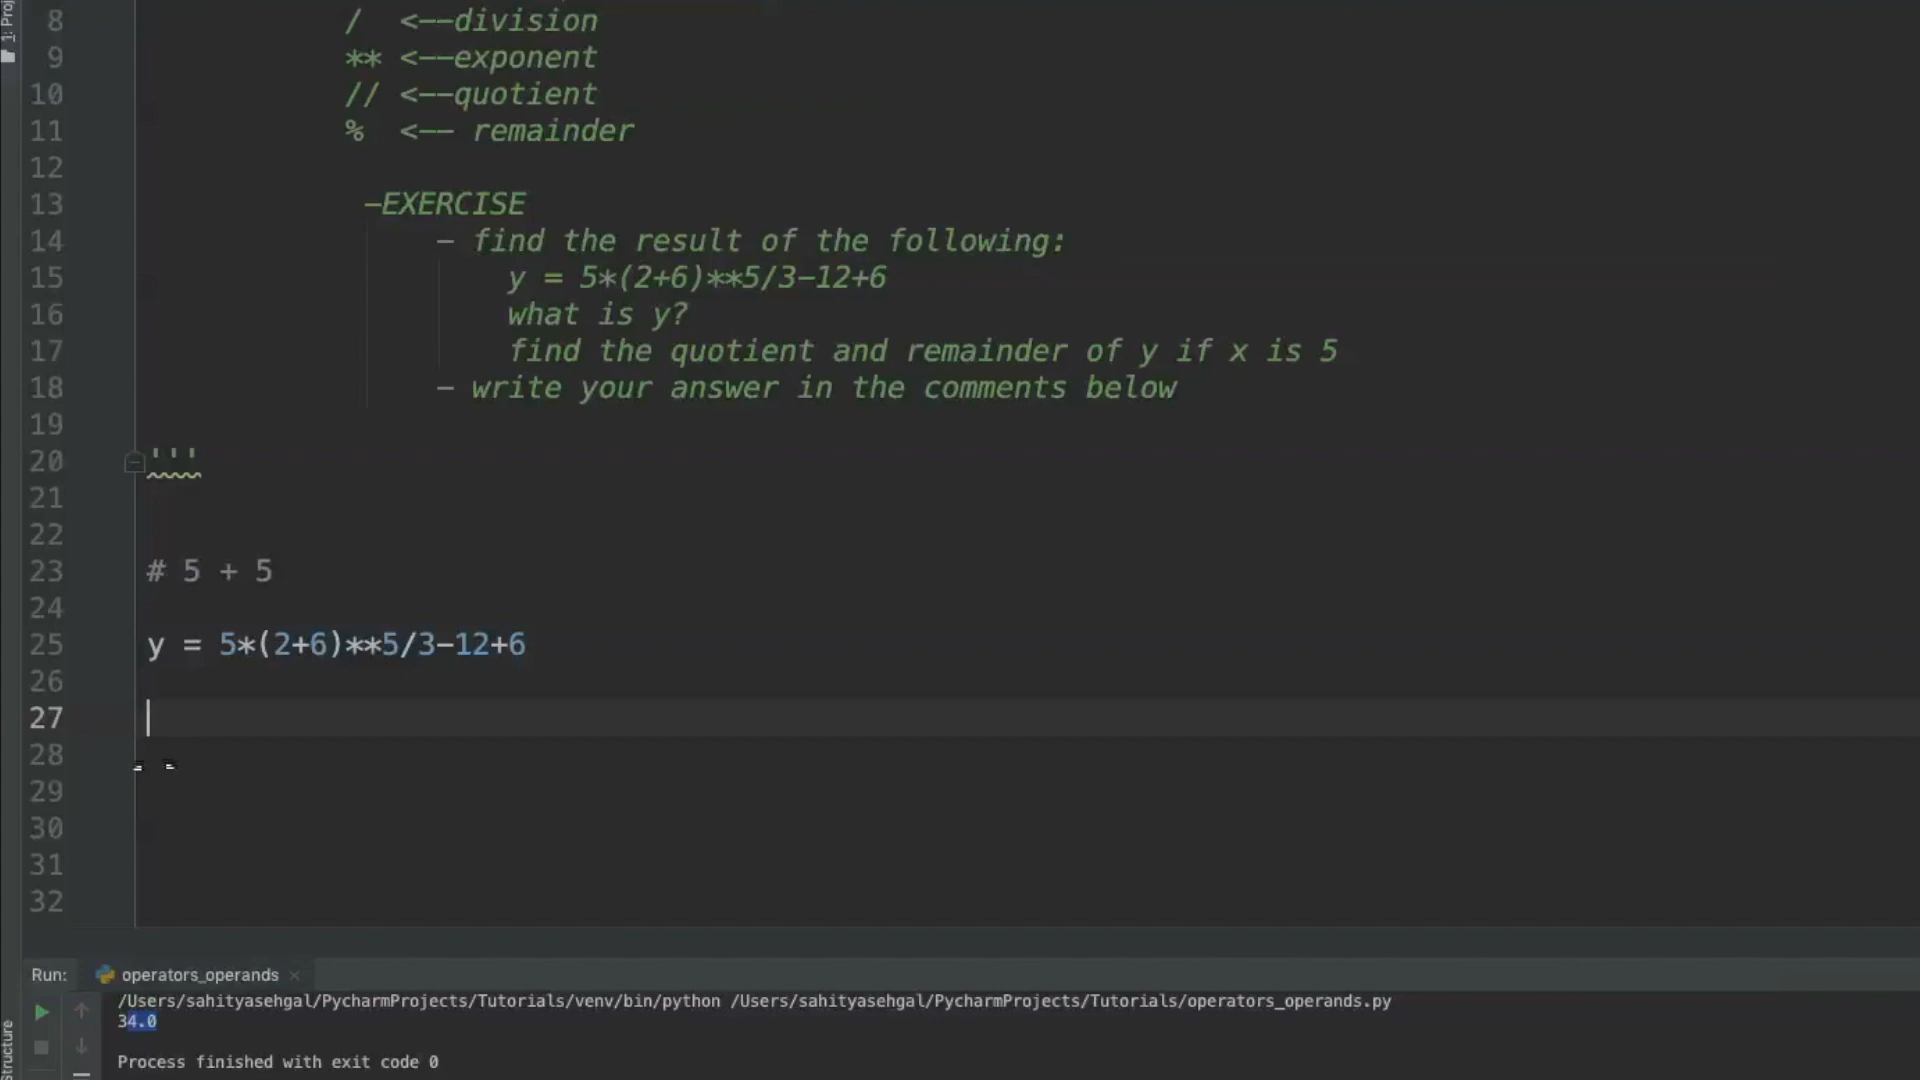 1: Proj
8 / <--division
9 ** <--exponent
10 // <--quotient
11 % <-- remainder
12
13 -EXERCISE
14 - find the result of the following:
15 y = 5*(2+6)**5/3-12+6
16 what is y?
17 find the quotient and remainder of y if x is 5
18 - write your answer in the comments below
19
20 '''
21
22
23 # 5 + 5
24
25 y = 5*(2+6)**5/3-12+6
26
27
28
29
30
31
32
Run: operators_operands ×
/Users/sahityasehgal/PycharmProjects/Tutorials/venv/bin/python /Users/sahityasehgal/PycharmProjects/Tutorials/operators_operands.py
34.0
Process finished with exit code 0
Structure